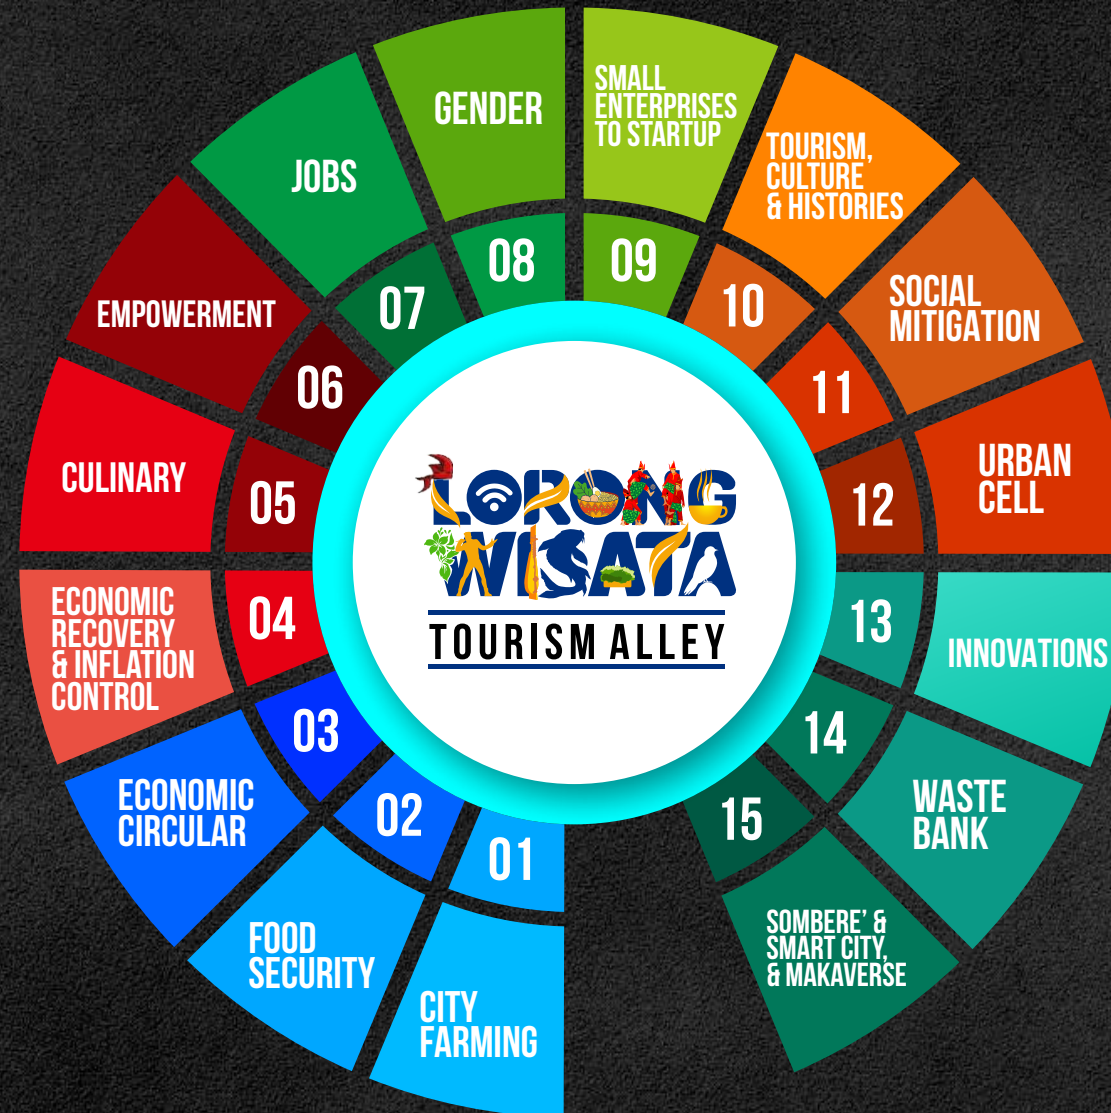 LORONG
WISATA
TOURISM ALLEY
01
CITY
FARMING
02
FOOD
SECURITY
03
ECONOMIC
CIRCULAR
04
ECONOMIC
RECOVERY
& INFLATION
CONTROL
05
CULINARY
06
EMPOWERMENT
07
JOBS
08
GENDER
09
SMALL
ENTERPRISES
TO STARTUP
10
TOURISM,
CULTURE
& HISTORIES
11
SOCIAL
MITIGATION
12
URBAN
CELL
13
INNOVATIONS
14
WASTE
BANK
15
SOMBERE’ &
SMART CITY,
& MAKAVERSE